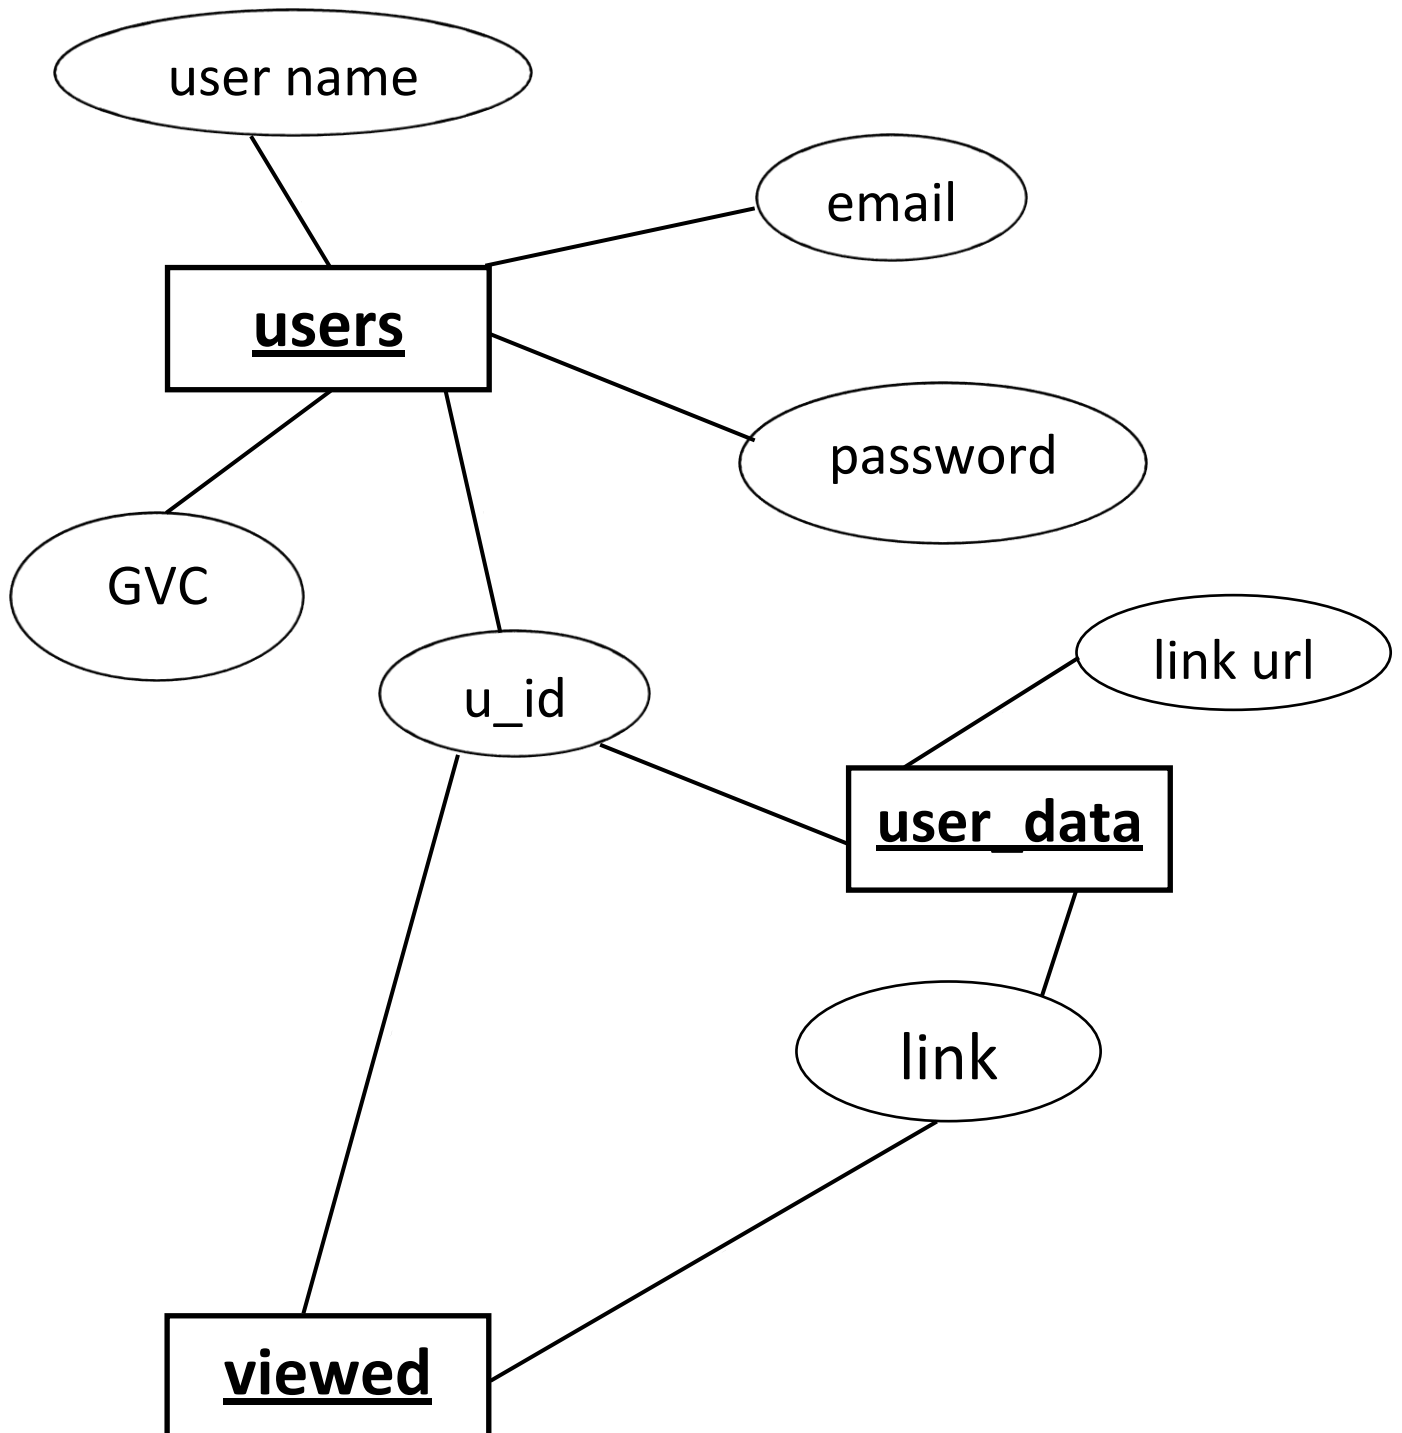 user name
email
users
password
GVC
link url
u_id
user_data
link
viewed